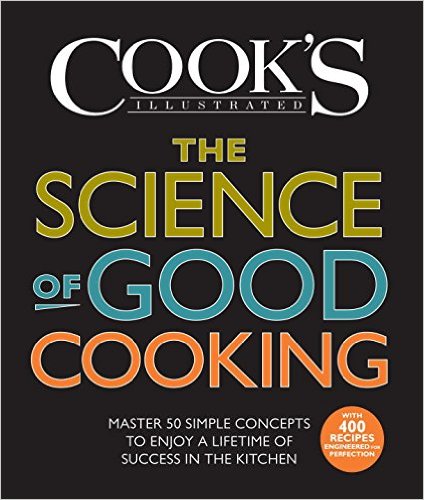 COOK'S
ILLUSTRATED
THE
SCIENCE
OF GOOD
COOKING
MASTER 50 SIMPLE CONCEPTS
TO ENJOY A LIFETIME OF
SUCCESS IN THE KITCHEN
WITH
400
RECIPES
ENGINEERED FOR
PERFECTION